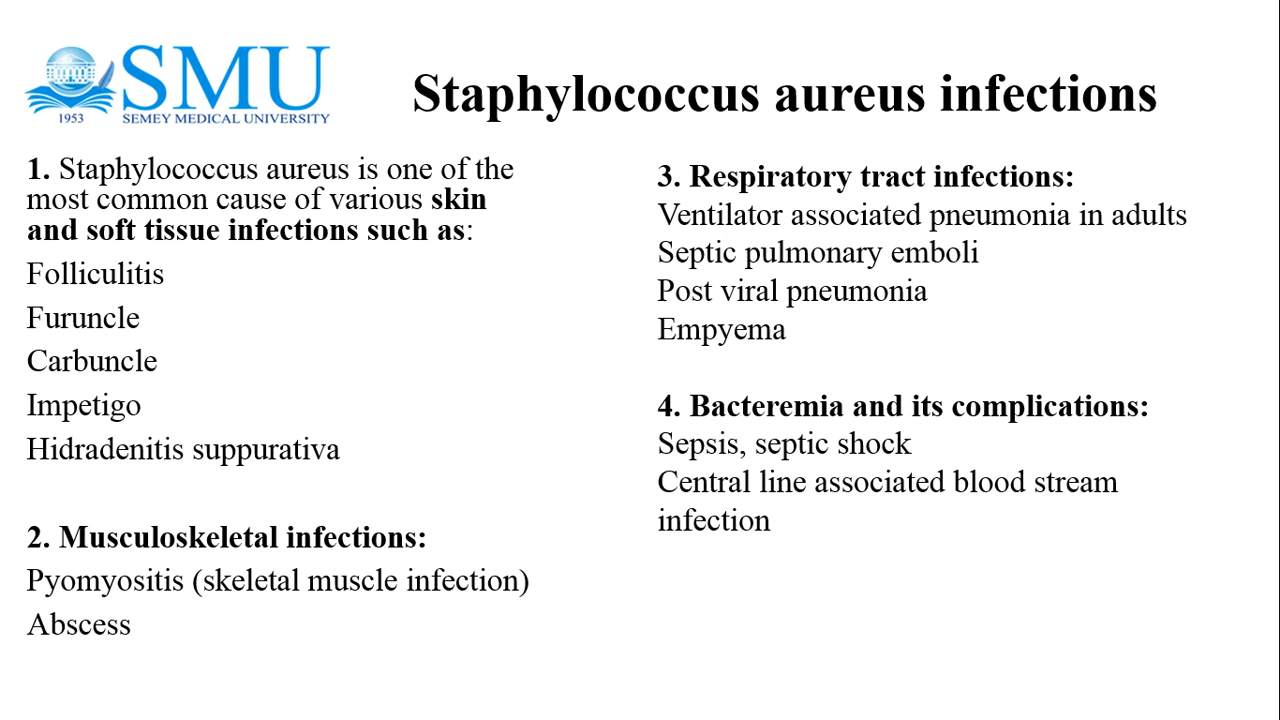 SMU
1953
SEMEY MEDICAL UNIVERSITY
Staphylococcus aureus infections
1. Staphylococcus aureus is one of the
most common cause of various skin
and soft tissue infections such as:
Folliculitis
Furuncle
Carbuncle
Impetigo
Hidradenitis suppurativa
2. Musculoskeletal infections:
Pyomyositis (skeletal muscle infection)
Abscess
3. Respiratory tract infections:
Ventilator associated pneumonia in adults
Septic pulmonary emboli
Post viral pneumonia
Empyema
4. Bacteremia and its complications:
Sepsis, septic shock
Central line associated blood stream
infection